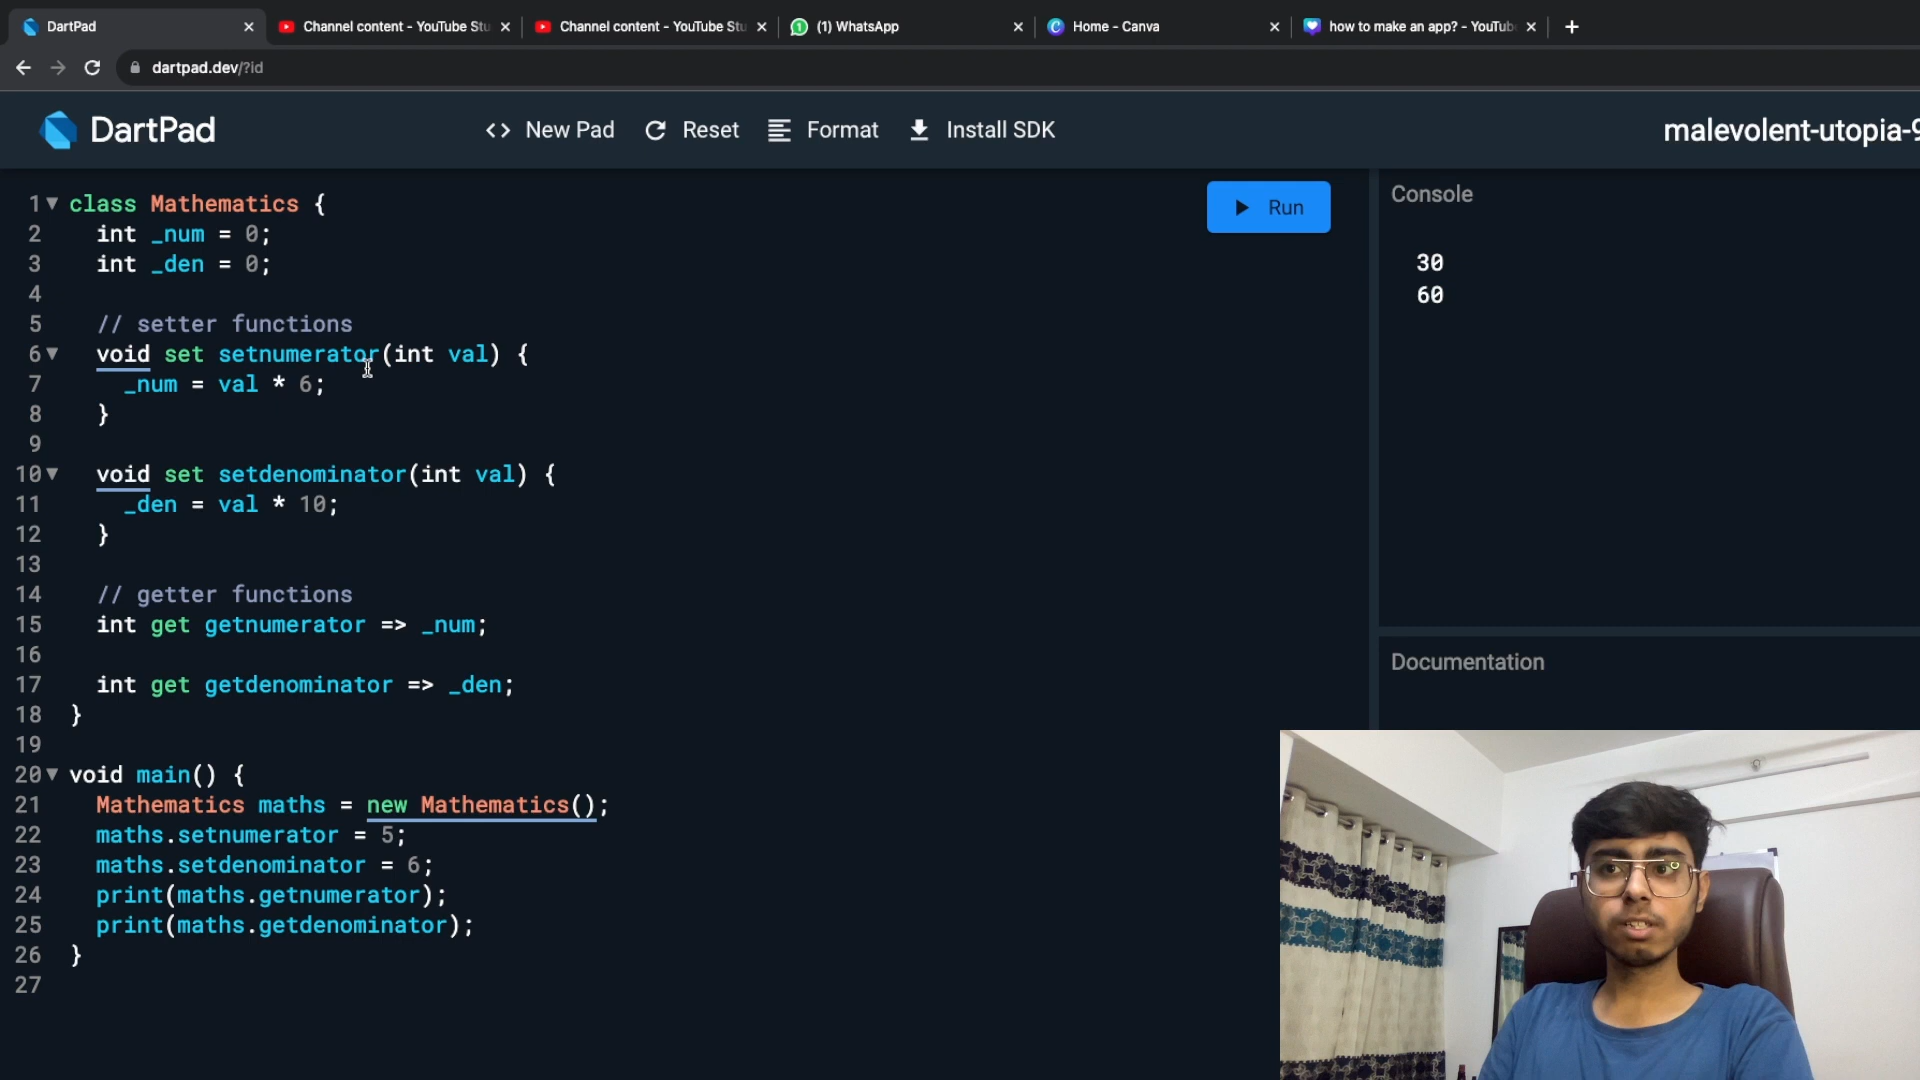 DartPad
Channel content - YouTube Stu
Channel content - YouTube Stu
(1) WhatsApp
Home - Canva
how to make an app? - YouTub
dartpad.dev/?id
DartPad
<> New Pad
Reset
Format
Install SDK
malevolent-utopia-9
1 class Mathematics {
2 int _num = 0;
3 int _den = 0;
4
5 // setter functions
6 void set setnumerator(int val) {
7 _num = val * 6;
8 }
9
10 void set setdenominator(int val) {
11 _den = val * 10;
12 }
13
14 // getter functions
15 int get getnumerator => _num;
16
17 int get getdenominator => _den;
18 }
19
20 void main() {
21 Mathematics maths = new Mathematics();
22 maths.setnumerator = 5;
23 maths.setdenominator = 6;
24 print(maths.getnumerator);
25 print(maths.getdenominator);
26 }
27
Run
Console
30
60
Documentation